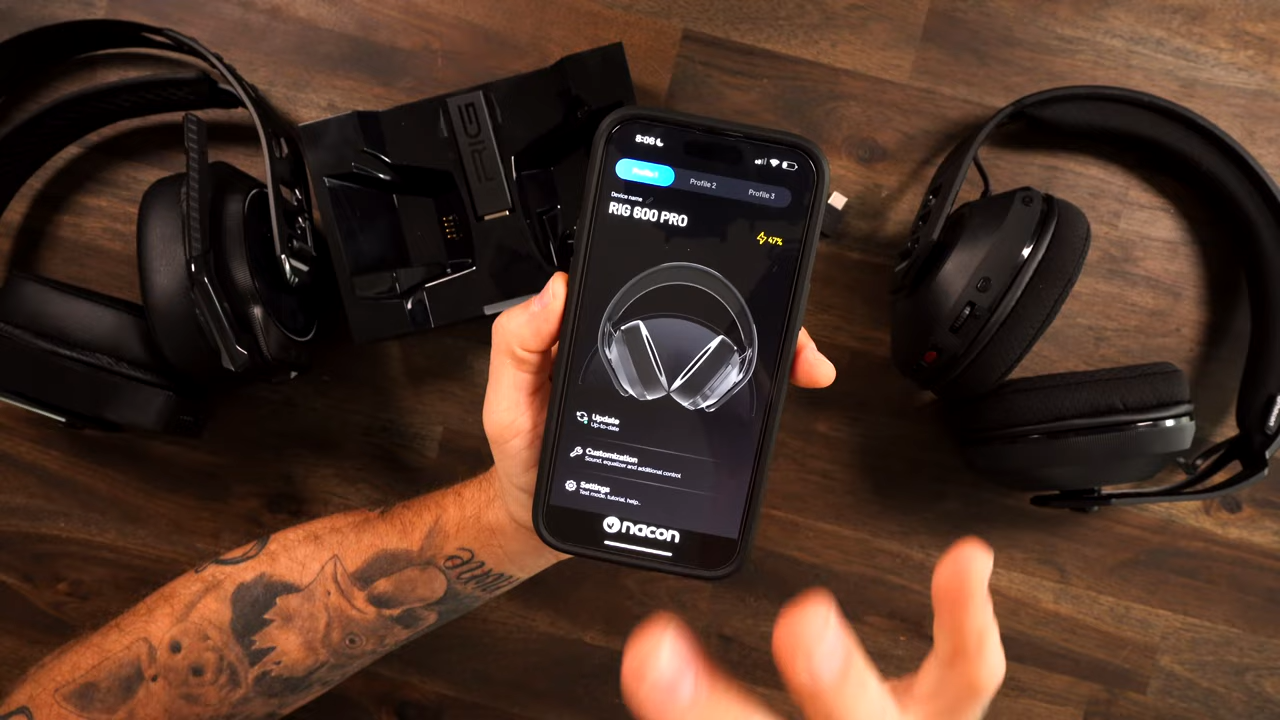 RIG
8:06
Profile 1
Profile 2
Profile 3
Device name
RIG 600 PRO
47%
Update
Up-to-date
Customization
Sound, equalizer and additional control
Settings
Test mode, tutorial, help..
nacon